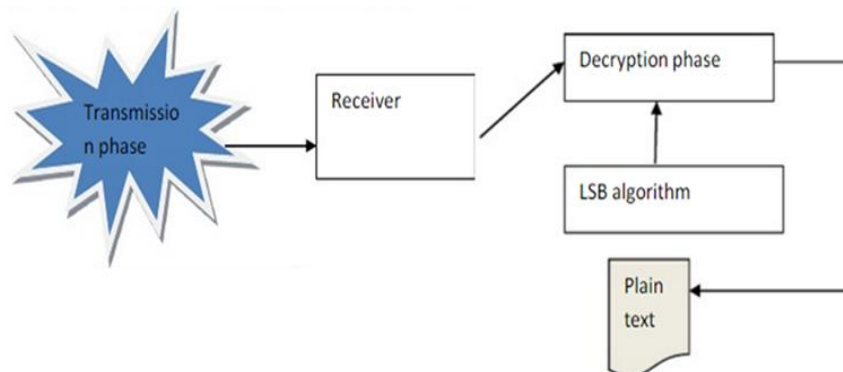 Transmissio
n phase
Receiver
Decryption phase
LSB algorithm
Plain
text